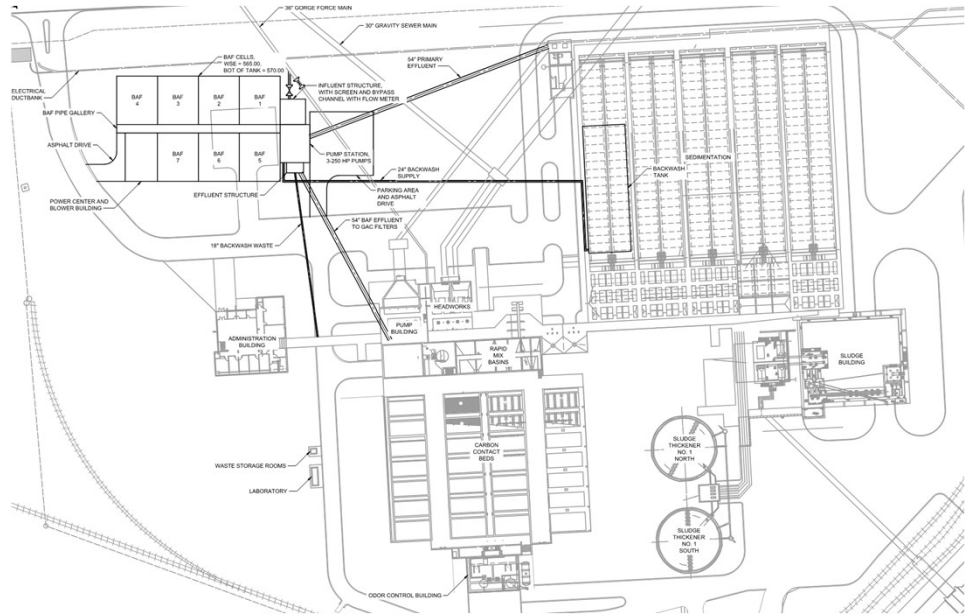 36" GORGE FORCE MAIN
30" GRAVITY SEWER MAIN
BAF CELLS,
WSE = 565.00.
BOT OF TANK = 570.00
54" PRIMARY
EFFLUENT
ELECTRICAL
DUCTBANK
BAF
4
BAF
3
BAF
2
BAF
1
INFLUENT STRUCTURE,
WITH SCREEN AND BYPASS
CHANNEL WITH FLOW METER
BAF PIPE GALLERY
ASPHALT DRIVE
BAF
7
BAF
6
BAF
5
PUMP STATION,
3-250 HP PUMPS
SEDIMENTATION
BACKWASH
TANK
24" BACKWASH
SUPPLY
POWER CENTER AND
BLOWER BUILDING
EFFLUENT STRUCTURE
PARKING AREA
AND ASPHALT
DRIVE
54" BAF EFFLUENT
TO GAC FILTERS
18" BACKWASH WASTE
HEADWORKS
PUMP
BUILDING
ADMINISTRATION
BUILDING
RAPID
MIX
BASINS
SLUDGE
BUILDING
CARBON
CONTACT
BEDS
SLUDGE
THICKENER
NO. 1
NORTH
WASTE STORAGE ROOMS
LABORATORY
SLUDGE
THICKENER
NO. 1
SOUTH
ODOR CONTROL BUILDING